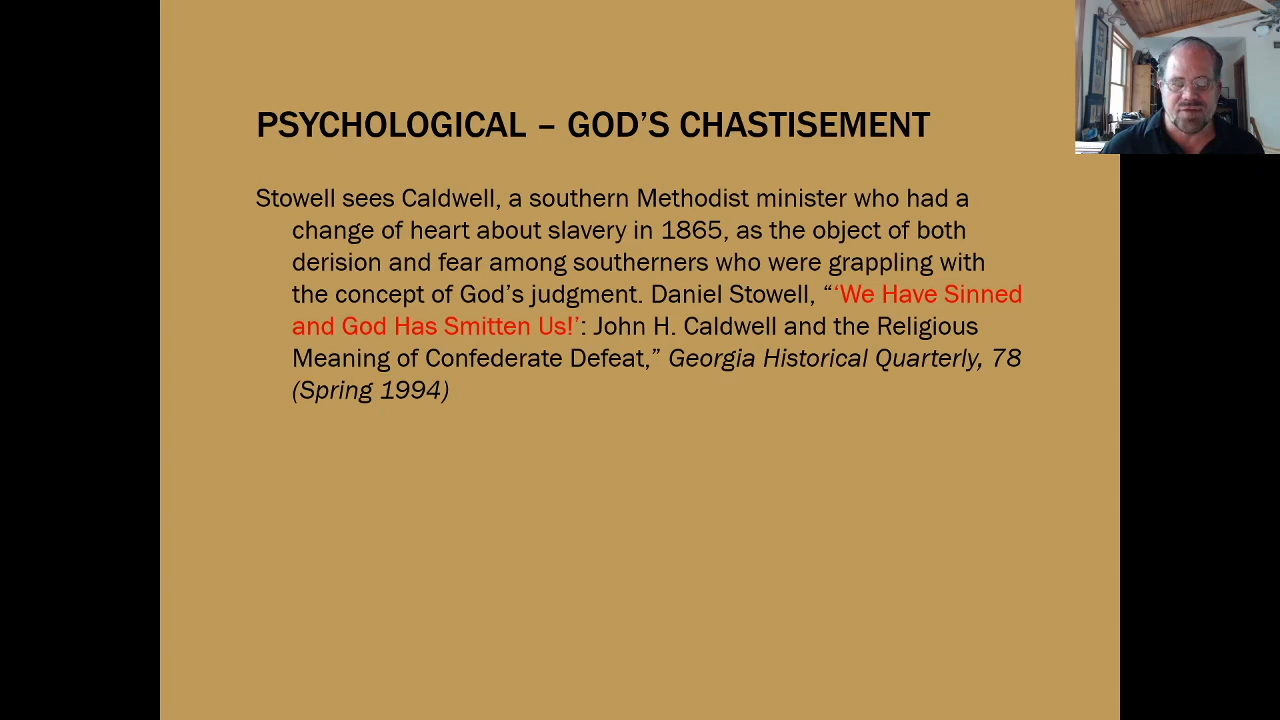 PSYCHOLOGICAL – GOD’S CHASTISEMENT
Stowell sees Caldwell, a southern Methodist minister who had a
change of heart about slavery in 1865, as the object of both
derision and fear among southerners who were grappling with
the concept of God’s judgment. Daniel Stowell, “‘We Have Sinned
and God Has Smitten Us!’: John H. Caldwell and the Religious
Meaning of Confederate Defeat,” Georgia Historical Quarterly, 78
(Spring 1994)